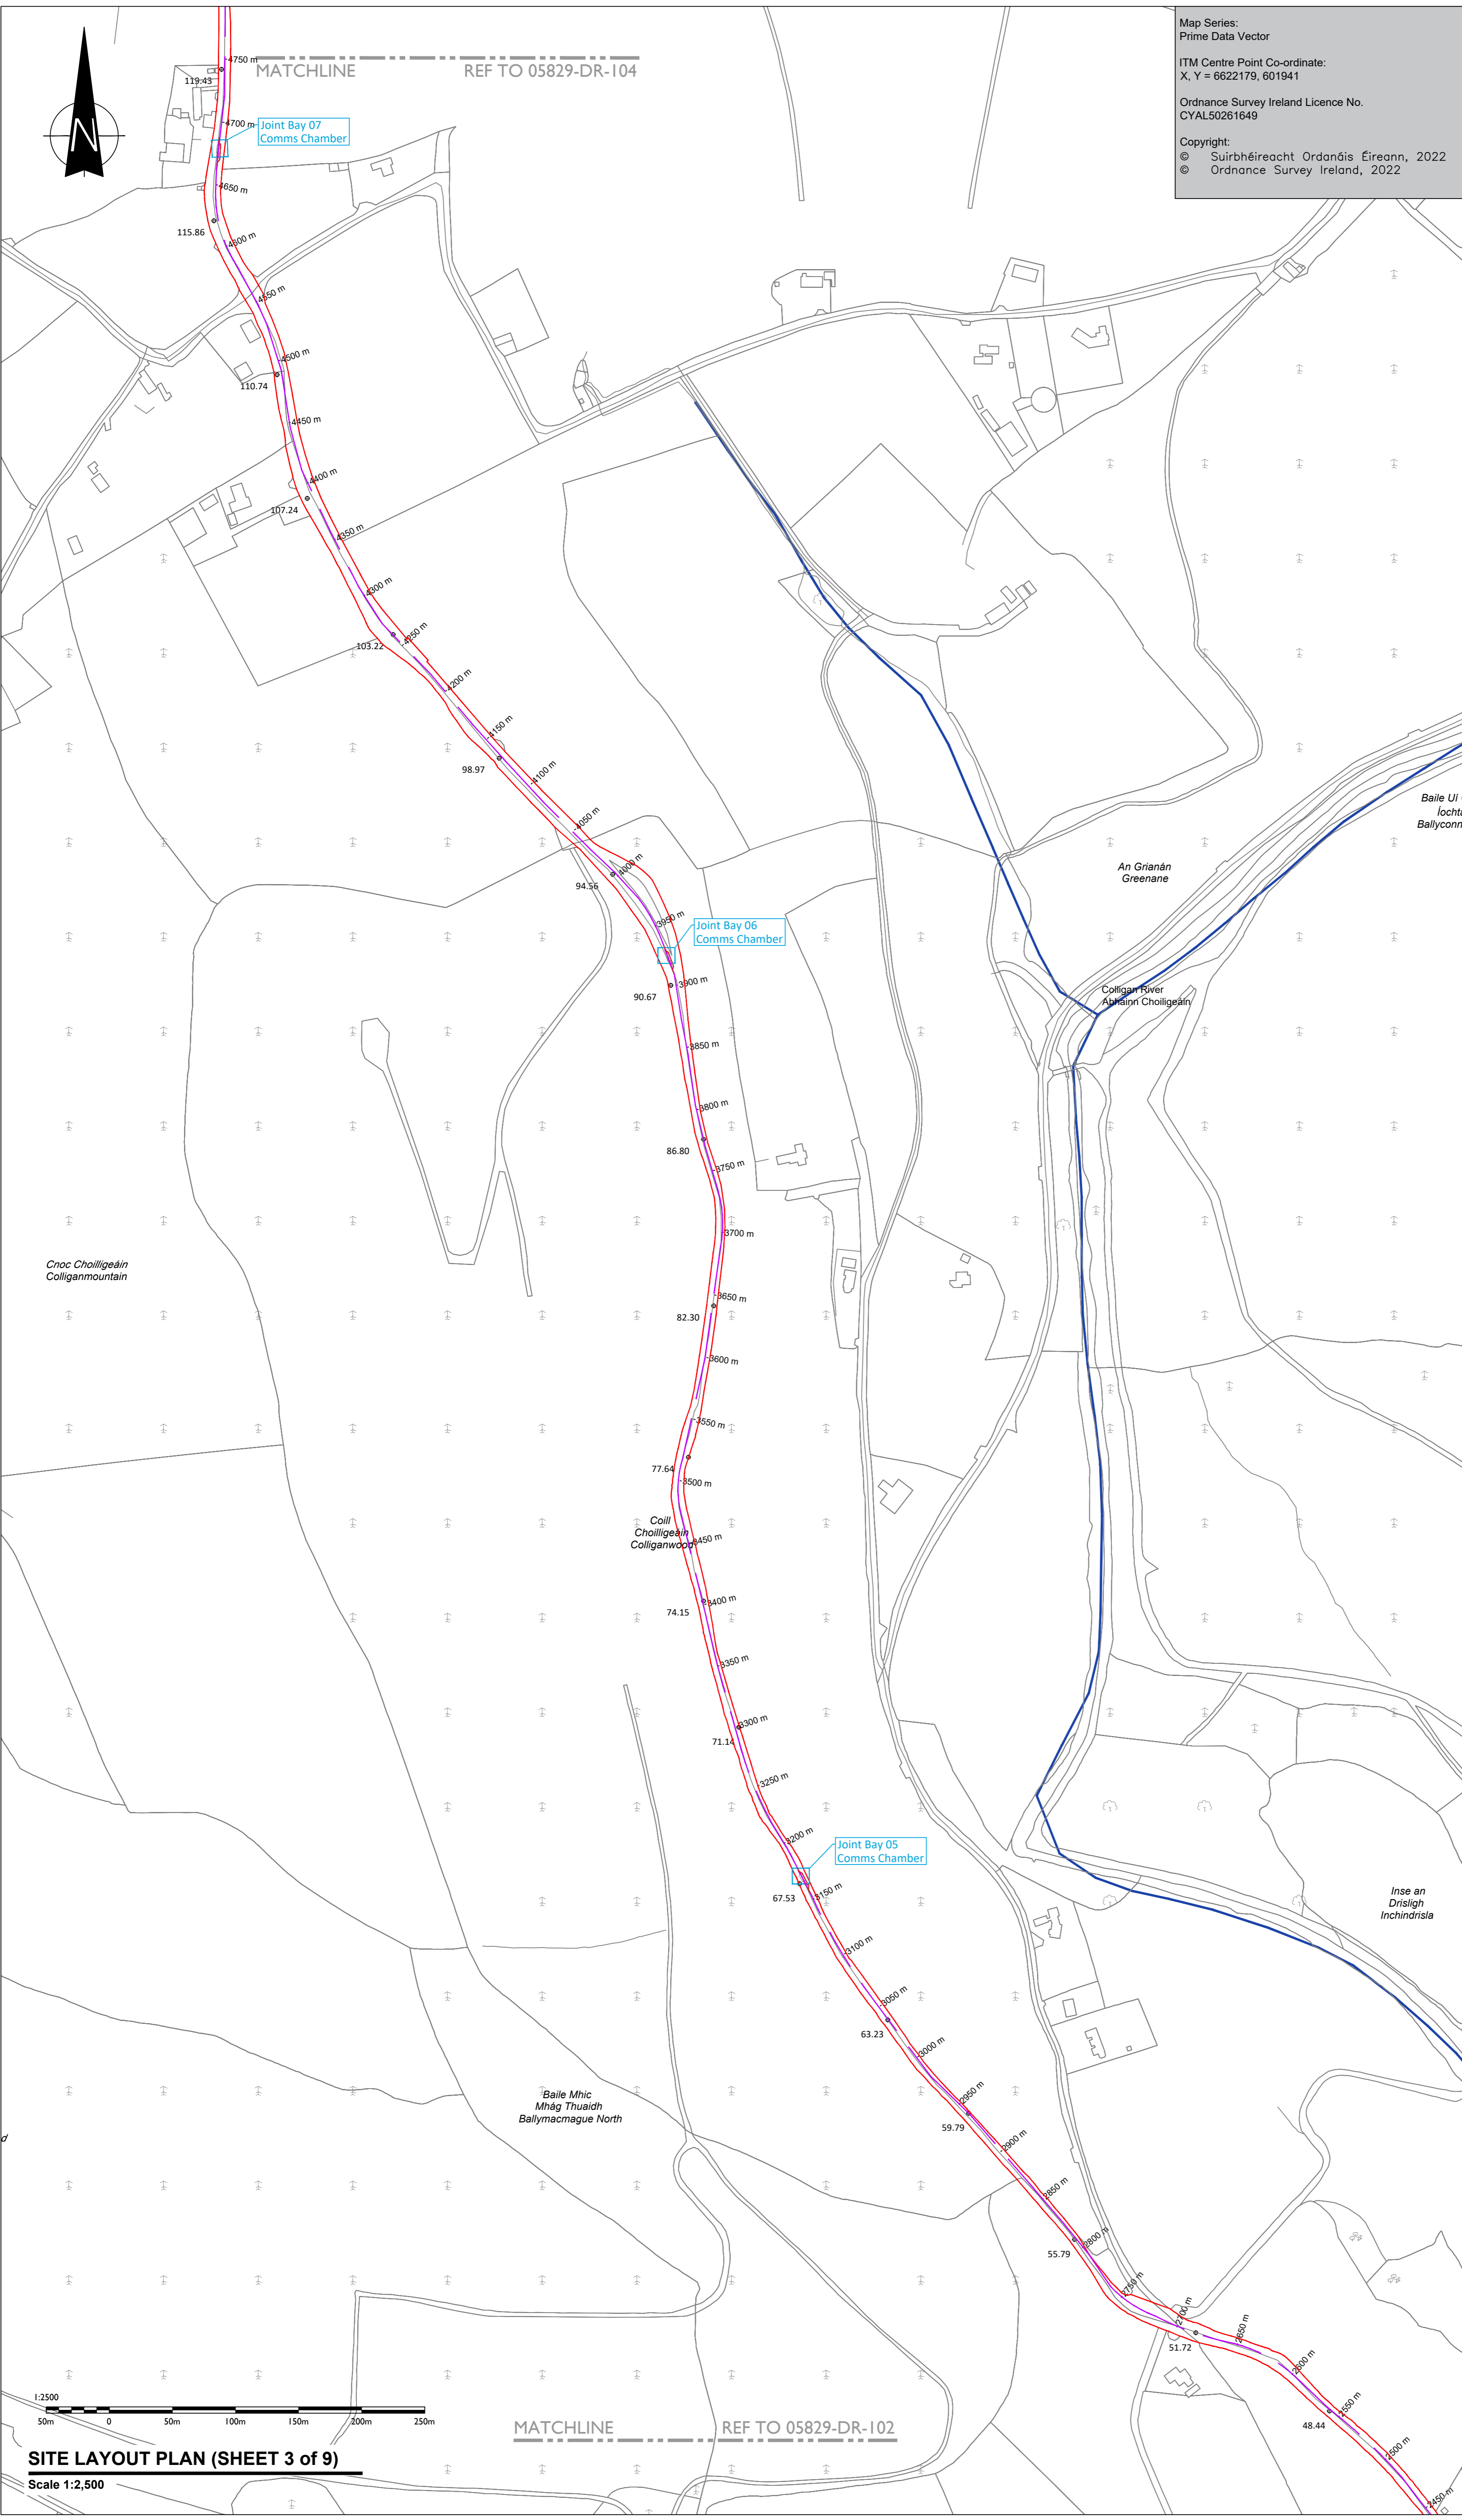 Map Series:
Prime Data Vector
ITM Centre Point Co-ordinate:
X, Y = 6622179, 601941
Ordnance Survey Ireland Licence No.
CYAL50261649
Copyright:
© Suirbhéireacht Ordanáis Éireann, 2022
© Ordnance Survey Ireland, 2022
N
MATCHLINE REF TO 05829-DR-104
4750 m
119.43
4700 m
Joint Bay 07
Comms Chamber
4650 m
115.86
4600 m
4550 m
4500 m
110.74
4450 m
4400 m
107.24
4350 m
4300 m
103.22
4250 m
4200 m
4150 m
98.97
4100 m
4050 m
94.56
4000 m
3950 m
Joint Bay 06
Comms Chamber
90.67
3900 m
3850 m
3800 m
86.80
3750 m
3700 m
3650 m
82.30
3600 m
3550 m
77.64
3500 m
Coill
Choilligeáin
Colliganwood
3450 m
3400 m
74.15
3350 m
3300 m
71.14
3250 m
3200 m
Joint Bay 05
Comms Chamber
67.53
3150 m
3100 m
3050 m
63.23
3000 m
2950 m
59.79
2900 m
2850 m
2800 m
55.79
2750 m
2700 m
51.72
2650 m
2600 m
2550 m
48.44
2500 m
2450 m
Baile Uí
Íocht
Ballyconn
An Grianán
Greenane
Colligan River
Abhainn Choiligeáin
Cnoc Choilligeáin
Colliganmountain
Inse an
Drisligh
Inchindrisla
Baile Mhic
Mhág Thuaidh
Ballymacmague North
d
1:2500
50m 0 50m 100m 150m 200m 250m
MATCHLINE REF TO 05829-DR-102
SITE LAYOUT PLAN (SHEET 3 of 9)
Scale 1:2,500